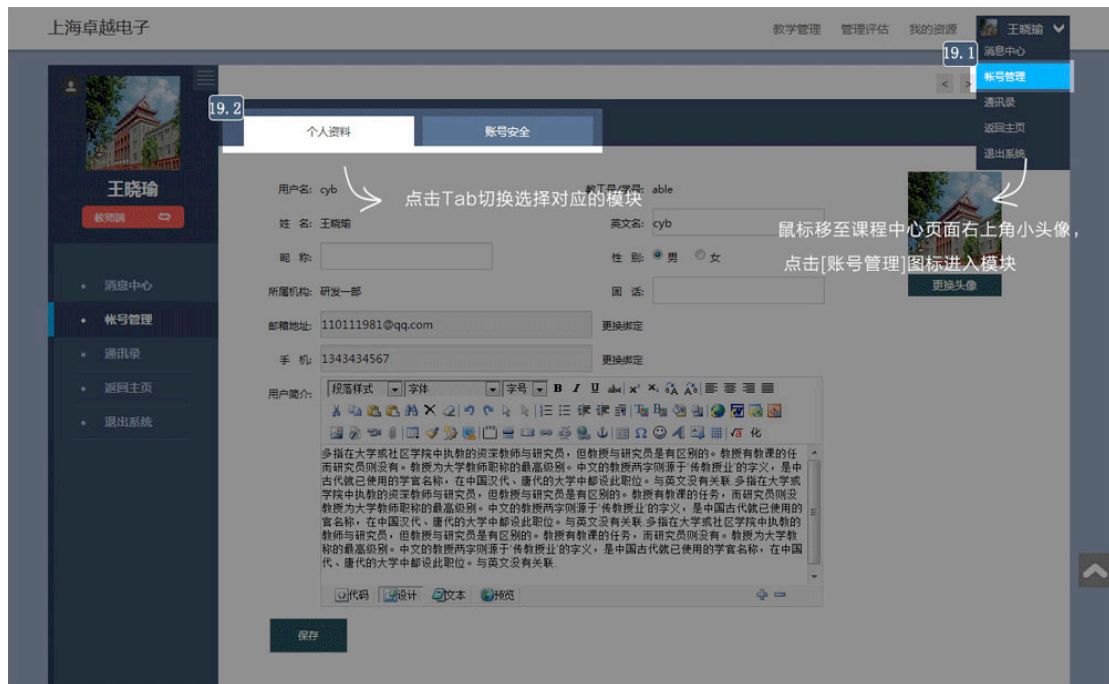 上海卓越电子
教学管理 管理评估 我的资源 王晓瑜
19.1
消息中心
帐号管理
通讯录
返回主页
退出系统
< >
19.2
个人资料 账号安全
王晓瑜
教师端
消息中心
帐号管理
通讯录
返回主页
退出系统
点击Tab切换选择对应的模块
鼠标移至课程中心页面右上角小头像，
点击[账号管理]图标进入模块
更换头像
用户名: cyb 教工号/学号: able
姓 名: 王晓瑜 英文名: cyb
昵 称: 性 别: 男 女
所属机构: 研发一部 固 话:
邮箱地址: 110111981@qq.com 更换绑定
手 机: 1343434567 更换绑定
用户简介: 段落样式 字体 字号
多指在大学或社区学院中执教的资深教师与研究员，但教授与研究员是有区别的。教授有教课的任
而研究员则没有。教授为大学教师职称的最高级别。中文的教授两字则源于'传教授业'的字义，是中
古代就已使用的学官名称，在中国汉代、唐代的大学中都设此职位。与英文没有关联.多指在大学或
学院中执教的资深教师与研究员，但教授与研究员是有区别的。教授有教课的任务，而研究员则没
教授为大学教师职称的最高级别。中文的教授两字则源于'传教授业'的字义，是中国古代就已使用的
官名称，在中国汉代、唐代的大学中都设此职位。与英文没有关联.多指在大学或社区学院中执教的
教师与研究员，但教授与研究员是有区别的。教授有教课的任务，而研究员则没有。教授为大学教
称的最高级别。中文的教授两字则源于'传教授业'的字义，是中国古代就已使用的学官名称，在中国
代、唐代的大学中都设此职位。与英文没有关联.
代码 设计 文本 预览
保存